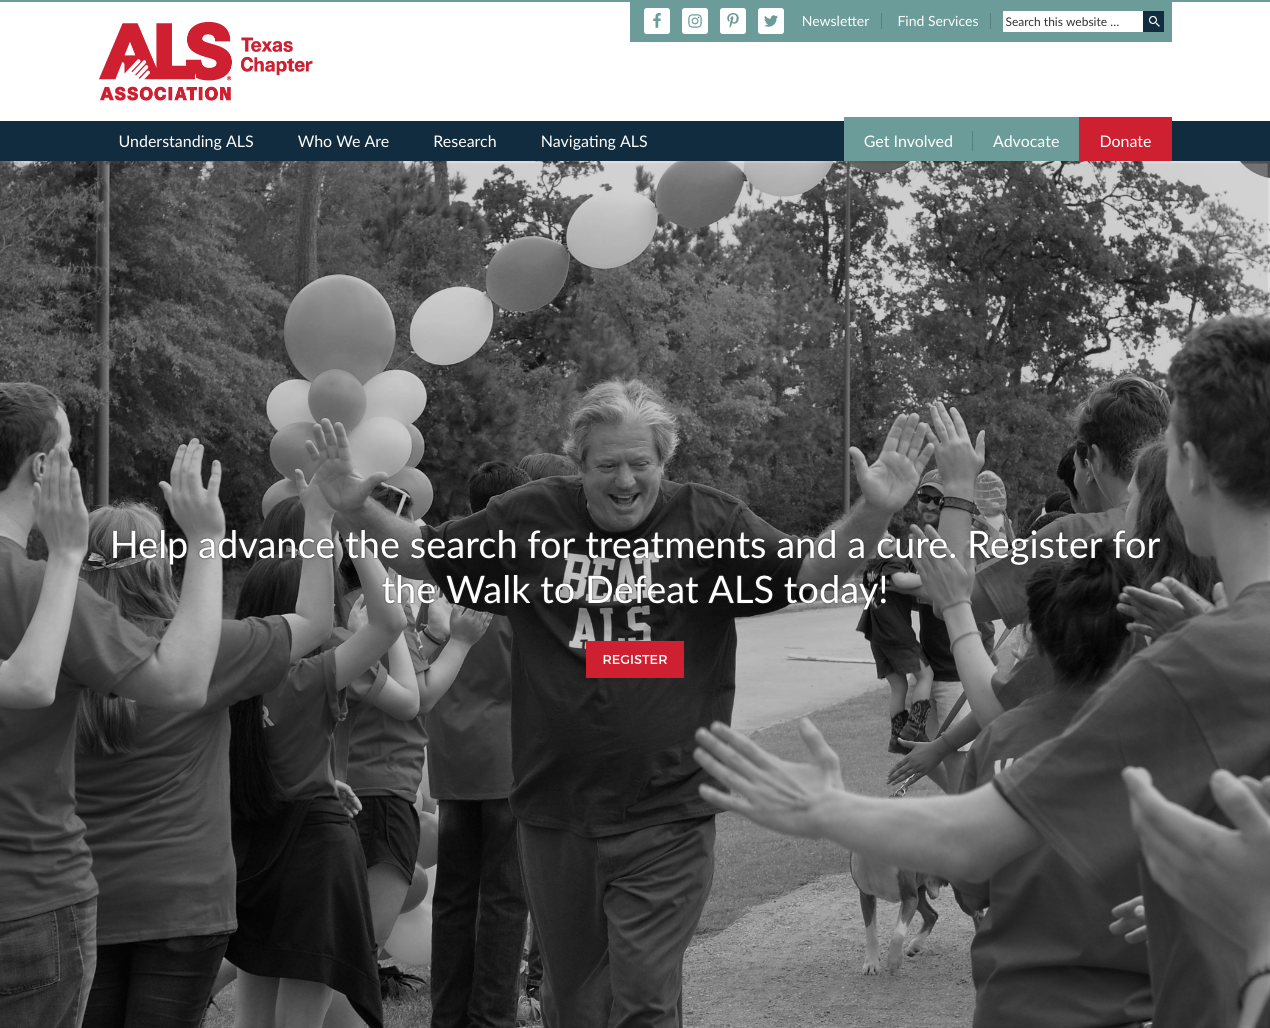 ALS Texas Chapter
ASSOCIATION
Newsletter Find Services Search this website ...
Understanding ALS Who We Are Research Navigating ALS Get Involved Advocate Donate
Help advance the search for treatments and a cure. Register for
the Walk to Defeat ALS today!
BEAT
ALS
REGISTER